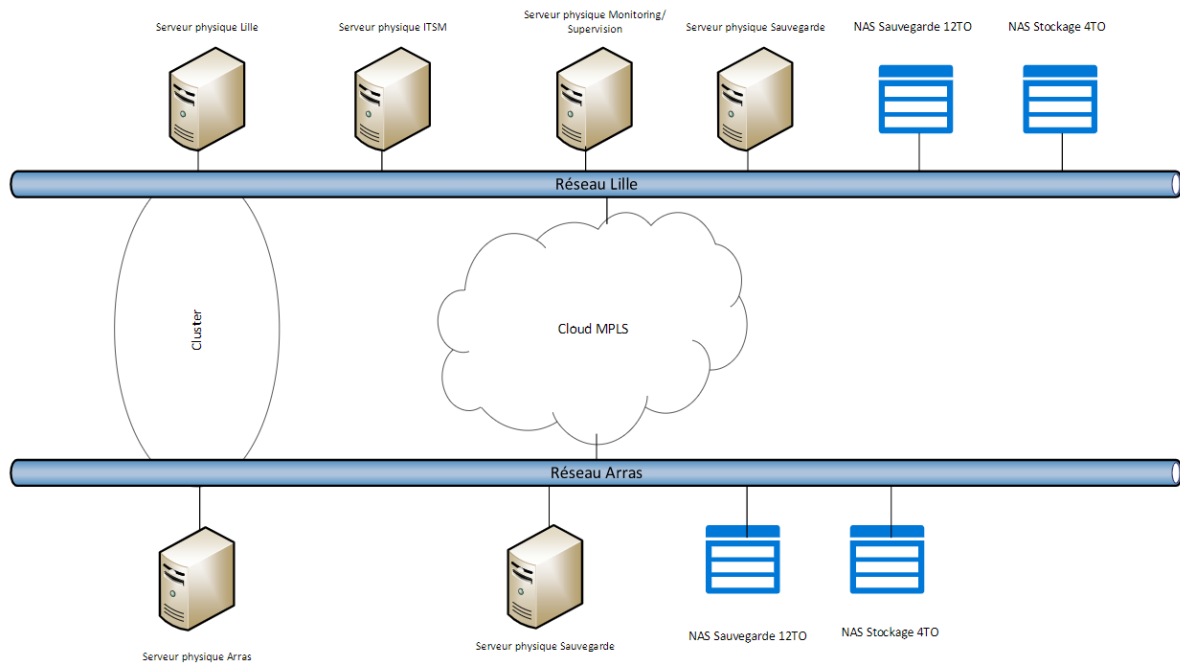 Serveur physique Lille
Serveur physique ITSM
Serveur physique Monitoring/
Supervision
Serveur physique Sauvegarde
NAS Sauvegarde 12TO
NAS Stockage 4TO
Réseau Lille
Cluster
Cloud MPLS
Réseau Arras
Serveur physique Arras
Serveur physique Sauvegarde
NAS Sauvegarde 12TO
NAS Stockage 4TO